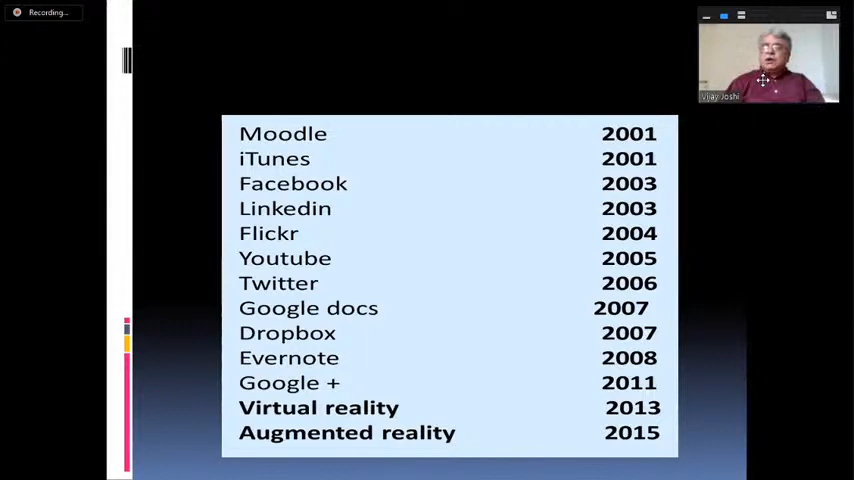 Recording...
Vijay Joshi
Moodle 2001
iTunes 2001
Facebook 2003
Linkedin 2003
Flickr 2004
Youtube 2005
Twitter 2006
Google docs 2007
Dropbox 2007
Evernote 2008
Google + 2011
Virtual reality 2013
Augmented reality 2015